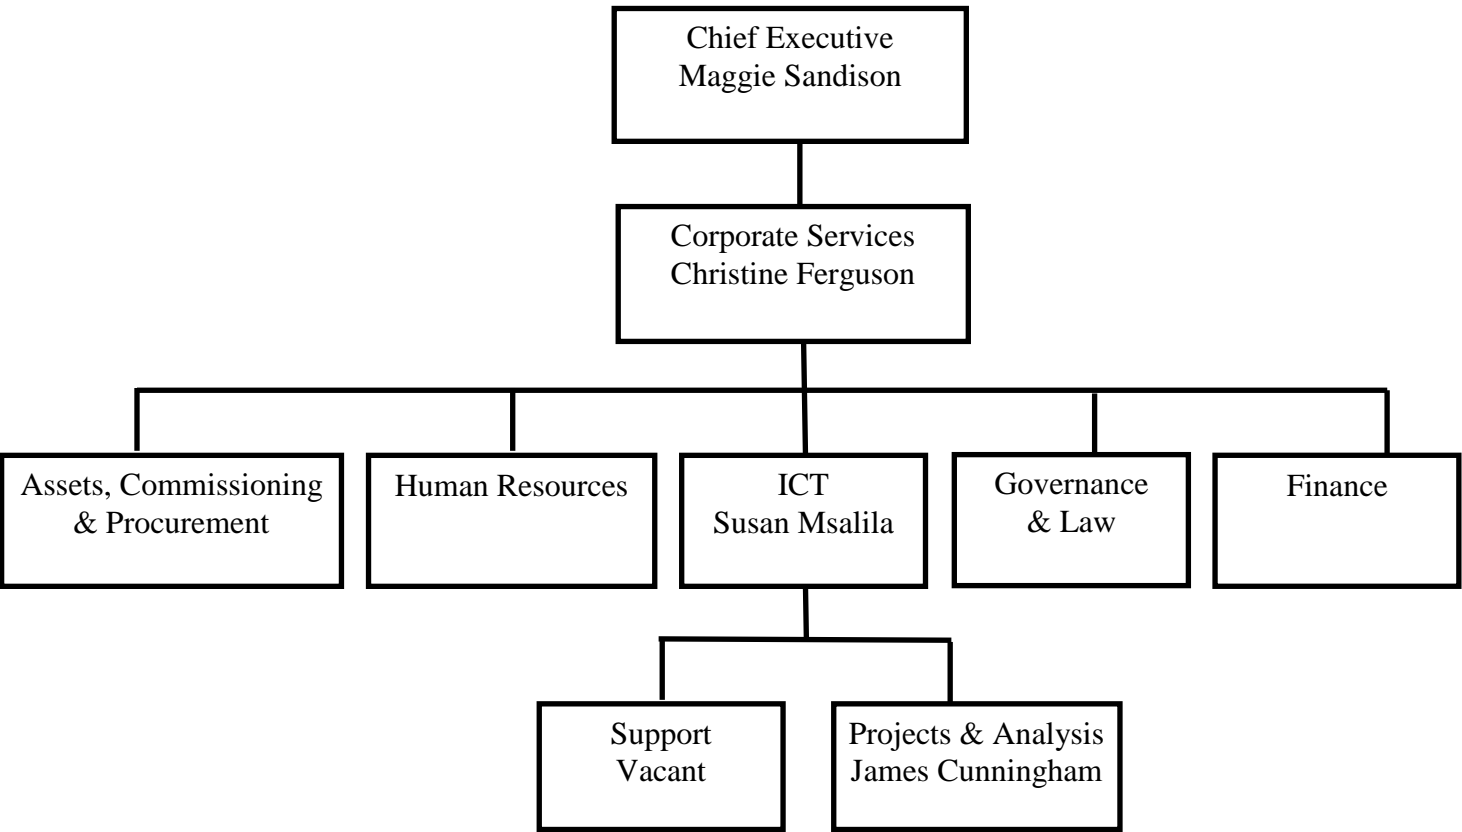 Chief Executive
Maggie Sandison
Corporate Services
Christine Ferguson
Assets, Commissioning
& Procurement
Human Resources
ICT
Susan Msalila
Governance
& Law
Finance
Support
Vacant
Projects & Analysis
James Cunningham